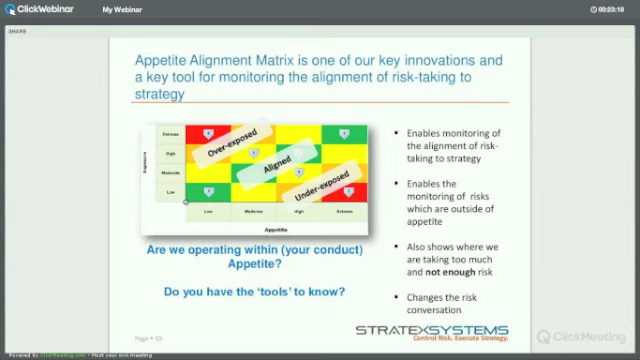 ClickWebinar
My Webinar
00:23:18
SHARE
Appetite Alignment Matrix is one of our key innovations and
a key tool for monitoring the alignment of risk-taking to
strategy
Extreme
High
Moderate
Low
Exposure
Over-exposed
Aligned
Under-exposed
Low
Moderate
High
Extreme
Appetite
Are we operating within (your conduct)
Appetite?
Do you have the 'tools' to know?
▪ Enables monitoring of
the alignment of risk-
taking to strategy
▪ Enables the
monitoring of risks
which are outside of
appetite
▪ Also shows where we
are taking too much
and not enough risk
▪ Changes the risk
conversation
Page ▪ 19
STRATEXSYSTEMS
Control Risk. Execute Strategy.
ClickMeeting
Powered by ClickMeeting.com - Host your own meeting